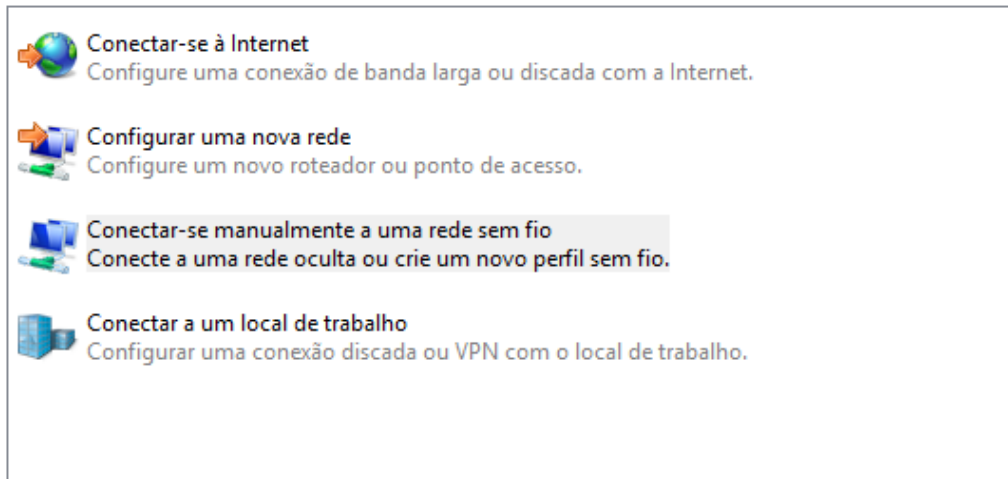 Conectar-se à Internet
Configure uma conexão de banda larga ou discada com a Internet.
Configurar uma nova rede
Configure um novo roteador ou ponto de acesso.
Conectar-se manualmente a uma rede sem fio
Conecte a uma rede oculta ou crie um novo perfil sem fio.
Conectar a um local de trabalho
Configurar uma conexão discada ou VPN com o local de trabalho.